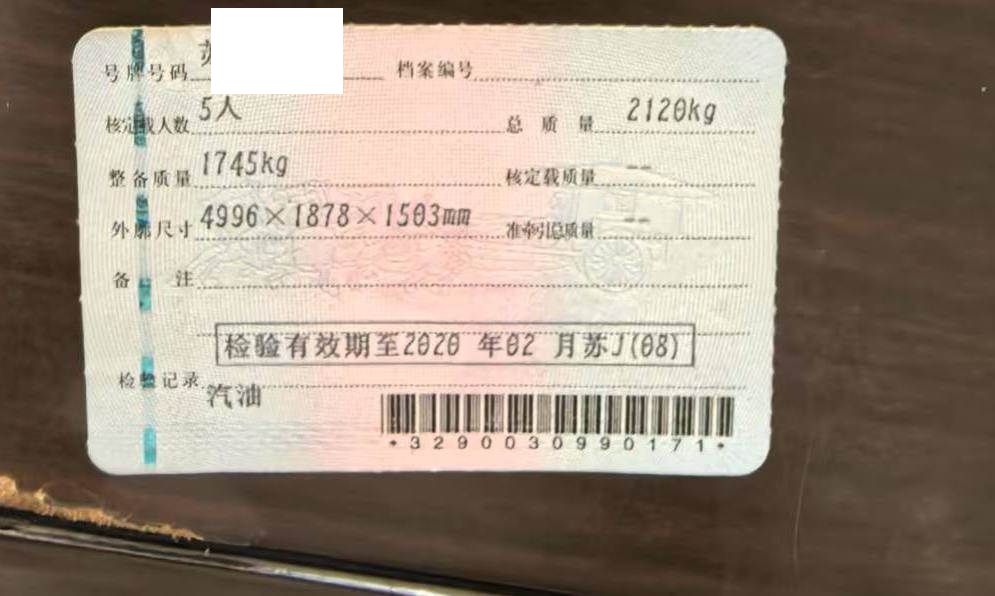 号牌号码 苏 档案编号
核定载人数 5人 总质量 2120kg
整备质量 1745kg 核定载质量 --
外廓尺寸 4996×1878×1503mm 准牵引总质量 --
备注
检验有效期至2020 年02 月苏J(08)
检验记录
汽油
*3290030990171*